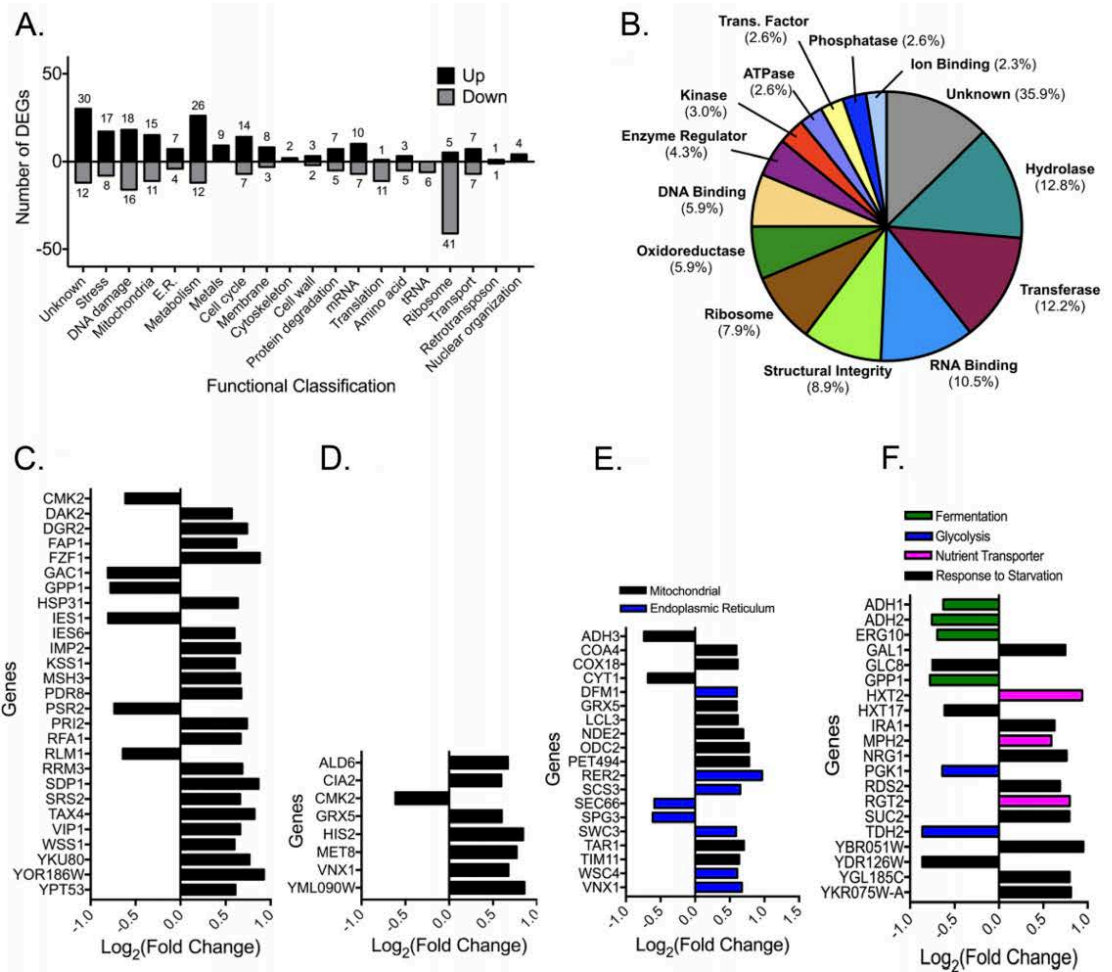 A.
50
0
-50
Number of DEGs
Up
Down
30
17
18
15
7
26
9
14
8
2
3
7
10
1
3
5
7
1
4
12
8
16
11
4
12
7
3
2
5
7
11
5
6
41
7
1
Unknown
Stress
DNA damage
Mitochondria
E.R.
Metabolism
Metals
Cell cycle
Membrane
Cytoskeleton
Cell wall
Protein degradation
mRNA
Translation
Amino acid
tRNA
Ribosome
Transport
Retrotransposon
Nuclear organization
Functional Classification
B.
Trans. Factor
(2.6%)
Phosphatase (2.6%)
Ion Binding (2.3%)
ATPase
(2.6%)
Unknown (35.9%)
Kinase
(3.0%)
Enzyme Regulator
(4.3%)
Hydrolase
(12.8%)
DNA Binding
(5.9%)
Oxidoreductase
(5.9%)
Transferase
(12.2%)
Ribosome
(7.9%)
Structural Integrity
(8.9%)
RNA Binding
(10.5%)
C.
Genes
CMK2
DAK2
DGR2
FAP1
FZF1
GAC1
GPP1
HSP31
IES1
IES6
IMP2
KSS1
MSH3
PDR8
PSR2
PRI2
RFA1
RLM1
RRM3
SDP1
SRS2
TAX4
VIP1
WSS1
YKU80
YOR186W
YPT53
-1.0
-0.5
0.0
0.5
1.0
Log2(Fold Change)
D.
Genes
ALD6
CIA2
CMK2
GRX5
HIS2
MET8
VNX1
YML090W
-1.0
-0.5
0.0
0.5
1.0
Log2(Fold Change)
E.
Mitochondrial
Endoplasmic Reticulum
Genes
ADH3
COA4
COX18
CYT1
DFM1
GRX5
LCL3
NDE2
ODC2
PET494
RER2
SCS3
SEC66
SPG3
SWC3
TAR1
TIM11
WSC4
VNX1
-1.0
-0.5
0.0
0.5
1.0
1.5
Log2(Fold Change)
F.
Fermentation
Glycolysis
Nutrient Transporter
Response to Starvation
Genes
ADH1
ADH2
ERG10
GAL1
GLC8
GPP1
HXT2
HXT17
IRA1
MPH2
NRG1
PGK1
RDS2
RGT2
SUC2
TDH2
YBR051W
YDR126W
YGL185C
YKR075W-A
-1.0
-0.5
0.0
0.5
1.0
Log2(Fold Change)